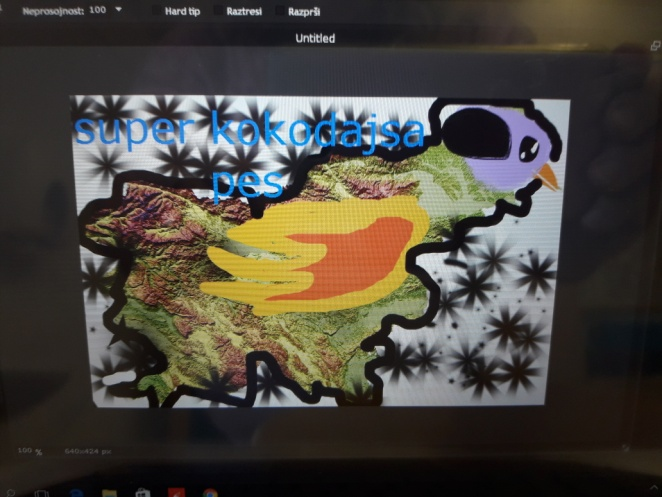 Neprosojnost: 100 Hard tip Raztresi Razprši
Untitled
super kokodajsa
pes
100 % 640x424 px